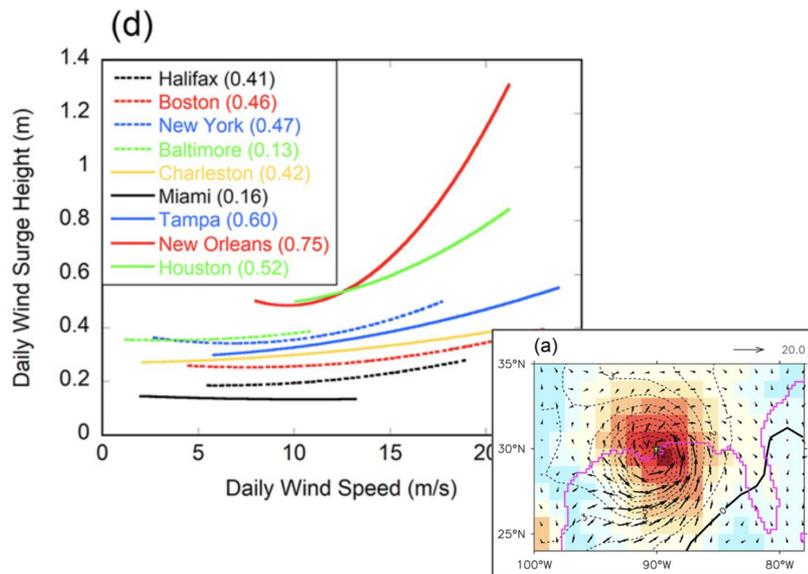 (d)
1.4
1.2
1
0.8
0.6
0.4
0.2
0
Daily Wind Surge Height (m)
Halifax (0.41)
Boston (0.46)
New York (0.47)
Baltimore (0.13)
Charleston (0.42)
Miami (0.16)
Tampa (0.60)
New Orleans (0.75)
Houston (0.52)
0 5 10 15 20
Daily Wind Speed (m/s)
(a)
20.0
35°N
30°N
25°N
0
100°W 90°W 80°W